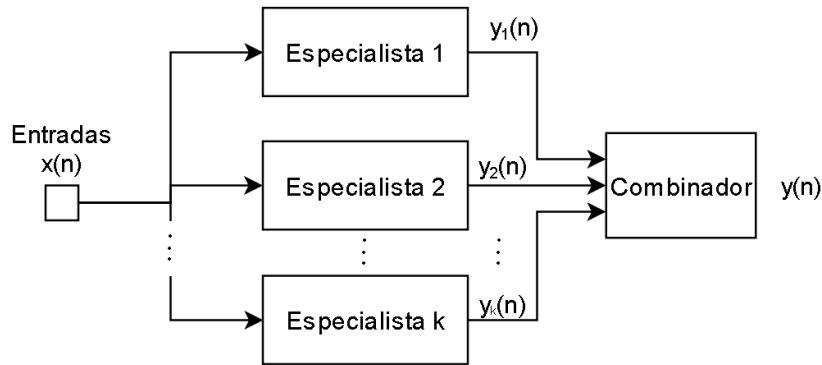 Entradas
x(n)
Especialista 1
y₁(n)
Especialista 2
y₂(n)
Especialista k
yₖ(n)
Combinador
y(n)